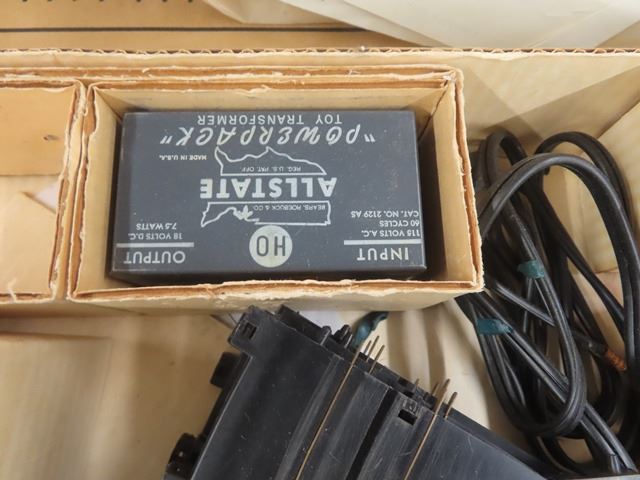 HO
INPUT
115 VOLTS A.C.
60 CYCLES
CAT. NO. 2129 AS
OUTPUT
18 VOLTS D.C.
7.5 WATTS
SEARS, ROEBUCK & CO.
ALLSTATE
REG. U.S. PAT. OFF.
MADE IN U.S.A.
"POWERPACK"
TOY TRANSFORMER